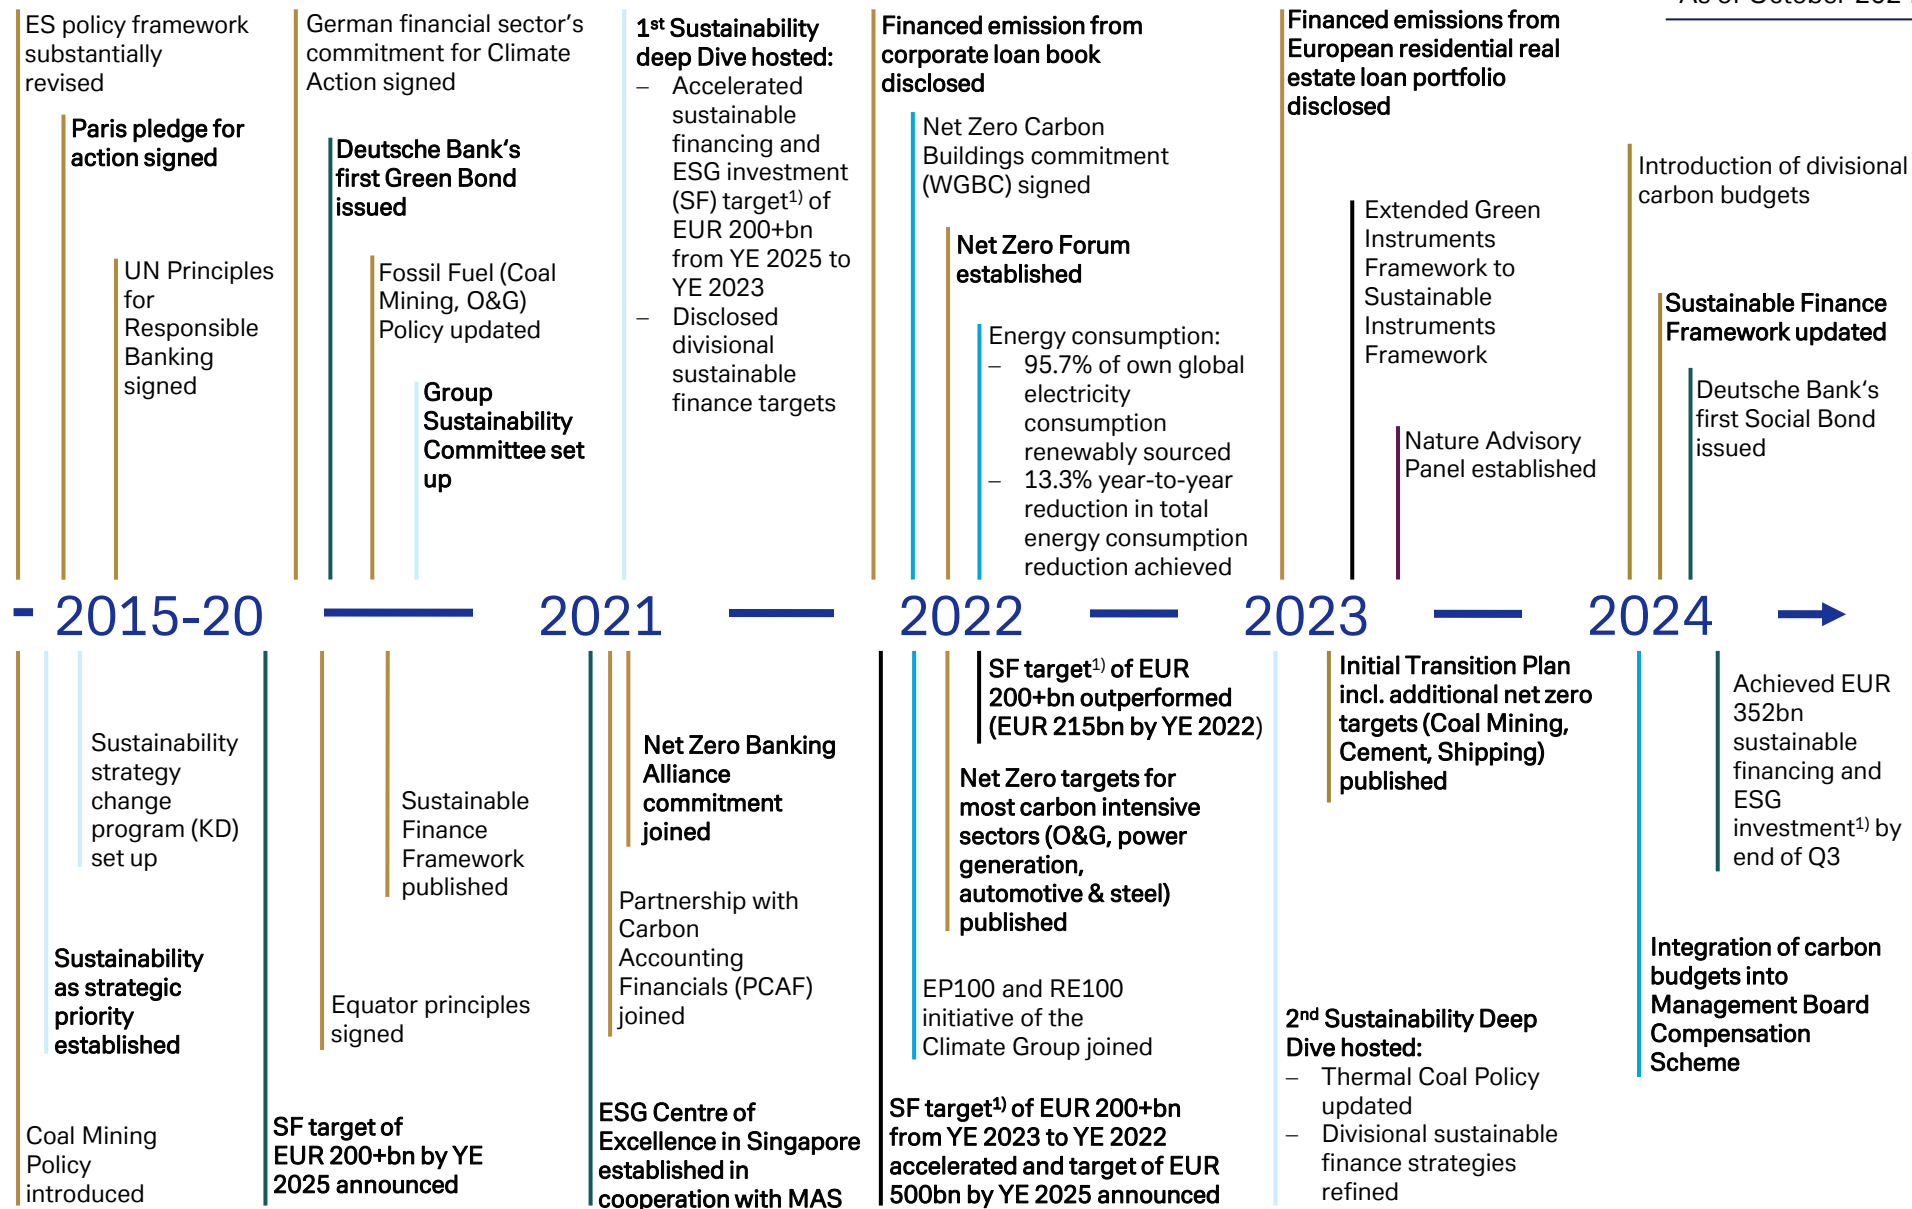 As of October 2024
ES policy framework
substantially
revised
Paris pledge for
action signed
UN Principles
for
Responsible
Banking
signed
German financial sector’s
commitment for Climate
Action signed
Deutsche Bank‘s
first Green Bond
issued
Fossil Fuel (Coal
Mining, O&G)
Policy updated
Group
Sustainability
Committee set
up
1st Sustainability
deep Dive hosted:
– Accelerated
sustainable
financing and
ESG investment
(SF) target1) of
EUR 200+bn
from YE 2025 to
YE 2023
– Disclosed
divisional
sustainable
finance targets
Financed emission from
corporate loan book
disclosed
Net Zero Carbon
Buildings commitment
(WGBC) signed
Net Zero Forum
established
Energy consumption:
– 95.7% of own global
electricity
consumption
renewably sourced
– 13.3% year-to-year
reduction in total
energy consumption
reduction achieved
Financed emissions from
European residential real
estate loan portfolio
disclosed
Extended Green
Instruments
Framework to
Sustainable
Instruments
Framework
Nature Advisory
Panel established
Introduction of divisional
carbon budgets
Sustainable Finance
Framework updated
Deutsche Bank‘s
first Social Bond
issued
2015-20
2021
2022
2023
2024
Sustainability
strategy
change
program (KD)
set up
Sustainability
as strategic
priority
established
Coal Mining
Policy
introduced
Sustainable
Finance
Framework
published
Equator principles
signed
SF target of
EUR 200+bn by YE
2025 announced
Net Zero Banking
Alliance
commitment
joined
Partnership with
Carbon
Accounting
Financials (PCAF)
joined
ESG Centre of
Excellence in Singapore
established in
cooperation with MAS
SF target1) of EUR
200+bn outperformed
(EUR 215bn by YE 2022)
Net Zero targets for
most carbon intensive
sectors (O&G, power
generation,
automotive & steel)
published
EP100 and RE100
initiative of the
Climate Group joined
SF target1) of EUR 200+bn
from YE 2023 to YE 2022
accelerated and target of EUR
500bn by YE 2025 announced
Initial Transition Plan
incl. additional net zero
targets (Coal Mining,
Cement, Shipping)
published
2nd Sustainability Deep
Dive hosted:
– Thermal Coal Policy
updated
– Divisional sustainable
finance strategies
refined
Achieved EUR
352bn
sustainable
financing and
ESG
investment1) by
end of Q3
Integration of carbon
budgets into
Management Board
Compensation
Scheme